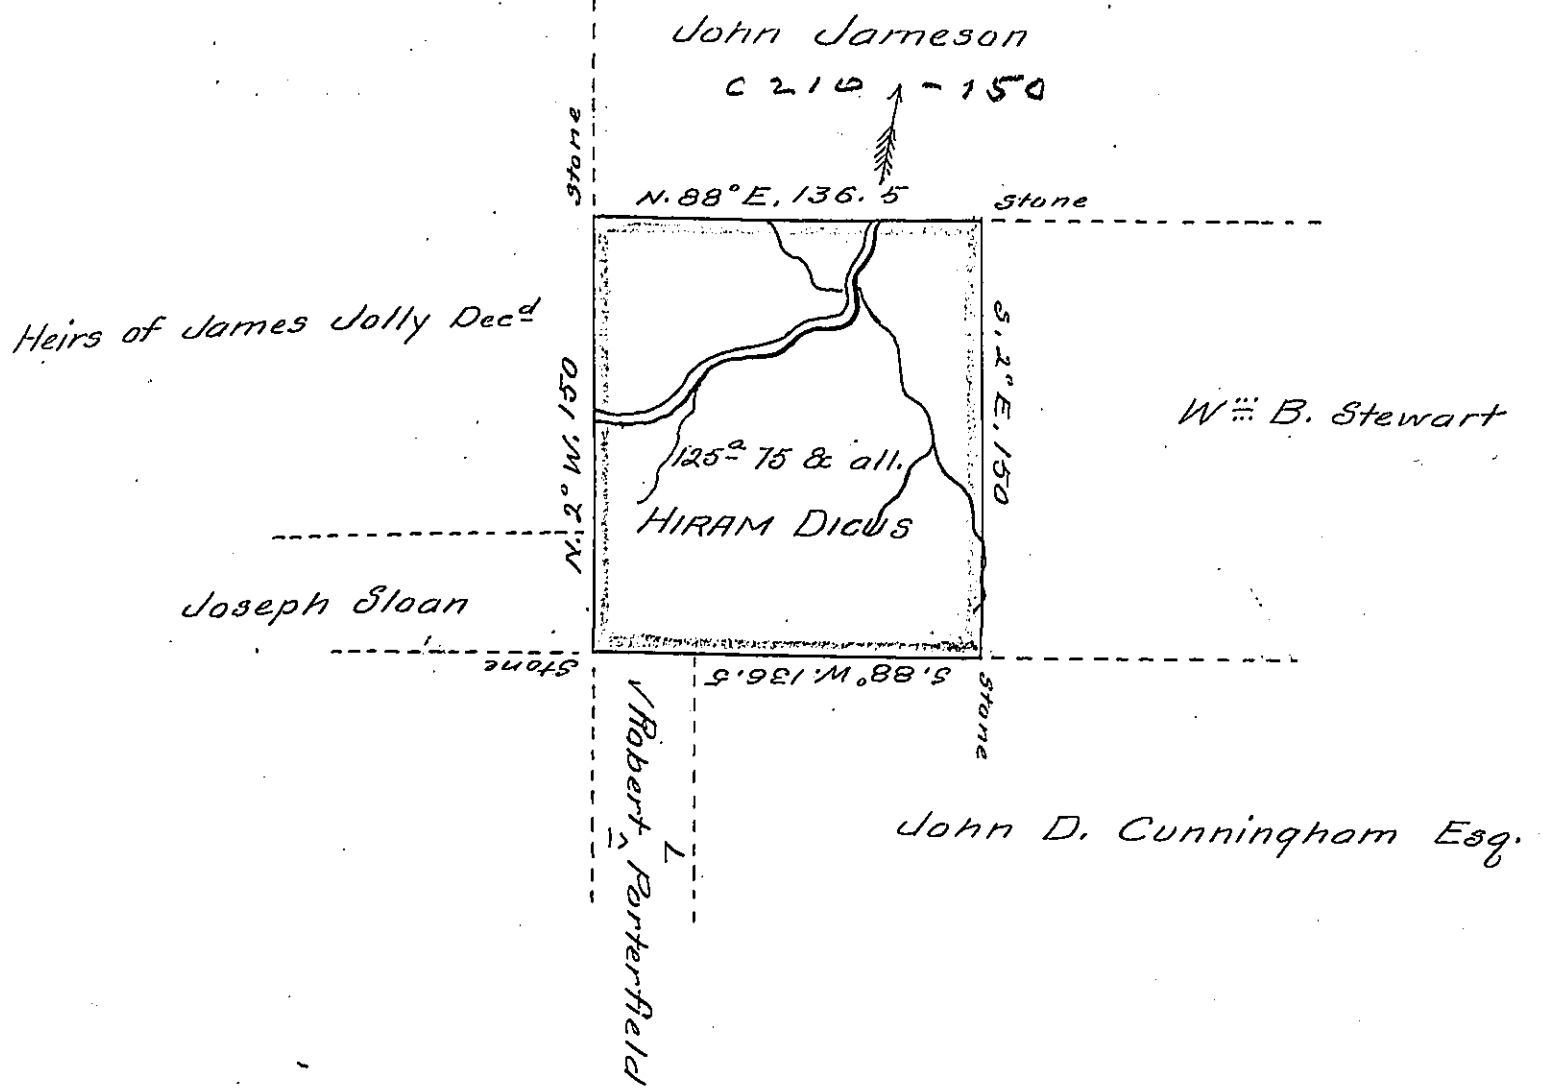 John Jameson
C 210 - 150
Stone
N. 88° E, 136.5
Stone
Heirs of James Jolly Decd
N. 2° W. 150
S. 2° E. 150
Wm B. Stewart
125a 75 & all.
HIRAM DICUS
Joseph Sloan
Stone
S. 88° W. 136.5
Stone
Robert Porterfield
L
John D. Cunningham Esq.